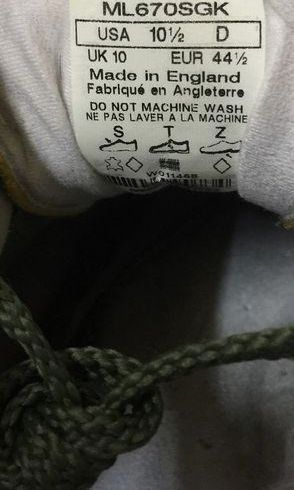 ML670SGK
USA 10½ D
UK 10 EUR 44½
Made in England
Fabriqué en Angleterre
DO NOT MACHINE WASH
NE PAS LAVER A LA MACHINE
S T Z